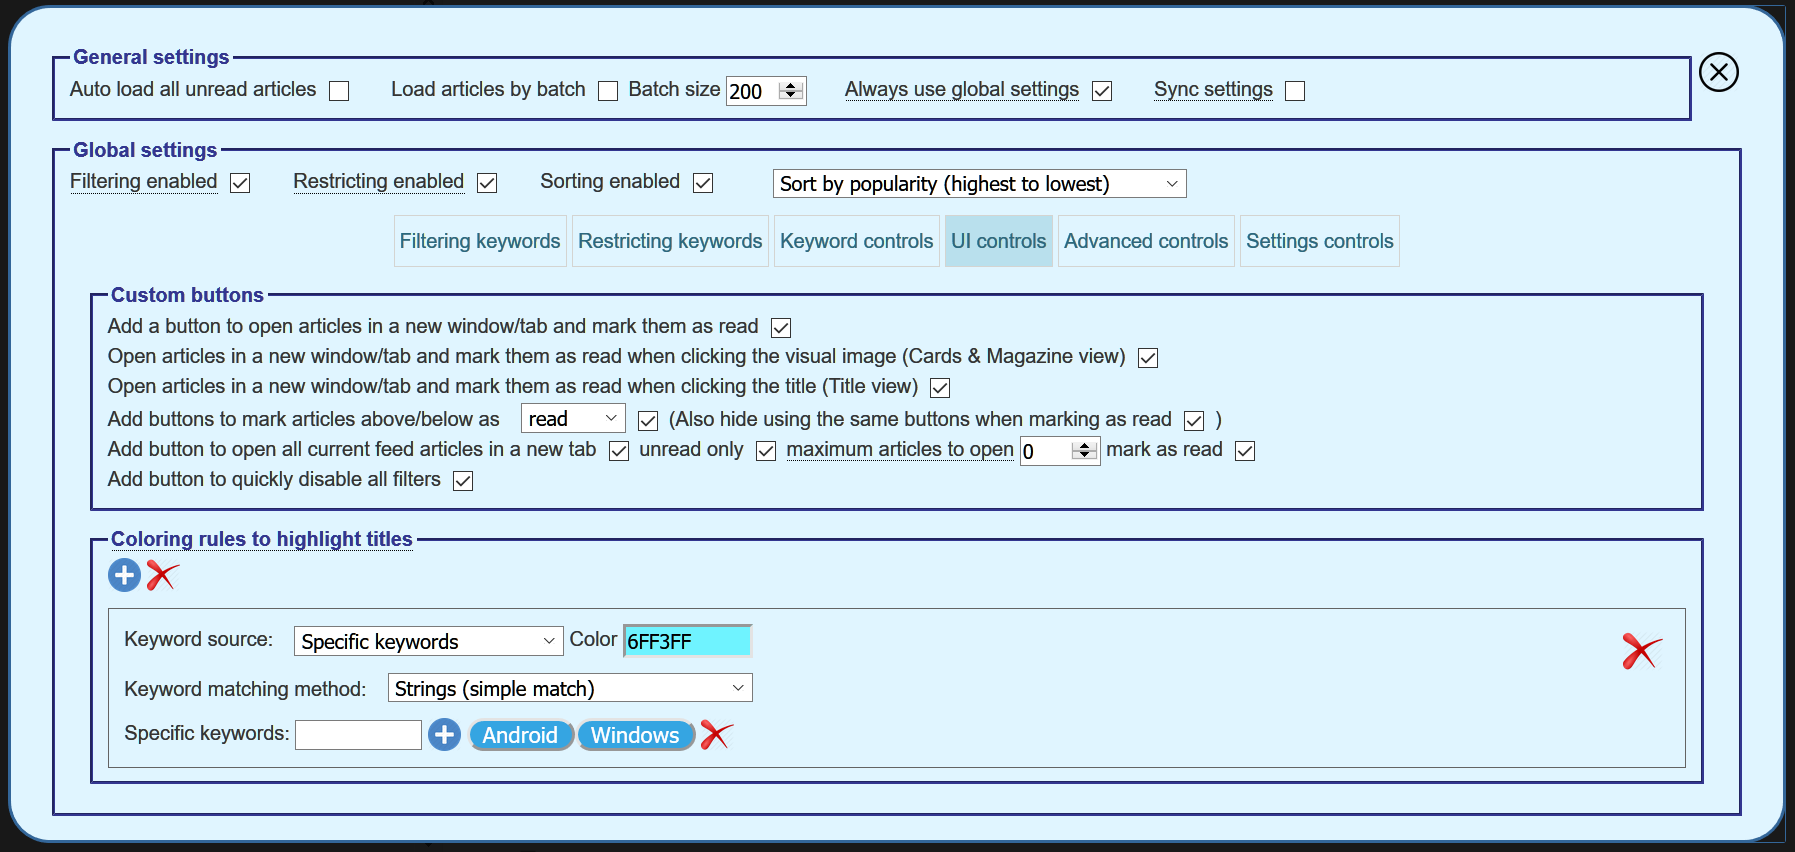 General settings
Auto load all unread articles Load articles by batch Batch size 200 Always use global settings Sync settings
Global settings
Filtering enabled Restricting enabled Sorting enabled Sort by popularity (highest to lowest)
Filtering keywords Restricting keywords Keyword controls UI controls Advanced controls Settings controls
Custom buttons
Add a button to open articles in a new window/tab and mark them as read
Open articles in a new window/tab and mark them as read when clicking the visual image (Cards & Magazine view)
Open articles in a new window/tab and mark them as read when clicking the title (Title view)
Add buttons to mark articles above/below as read (Also hide using the same buttons when marking as read )
Add button to open all current feed articles in a new tab unread only maximum articles to open 0 mark as read
Add button to quickly disable all filters
Coloring rules to highlight titles
Keyword source: Specific keywords Color 6FF3FF
Keyword matching method: Strings (simple match)
Specific keywords: Android Windows